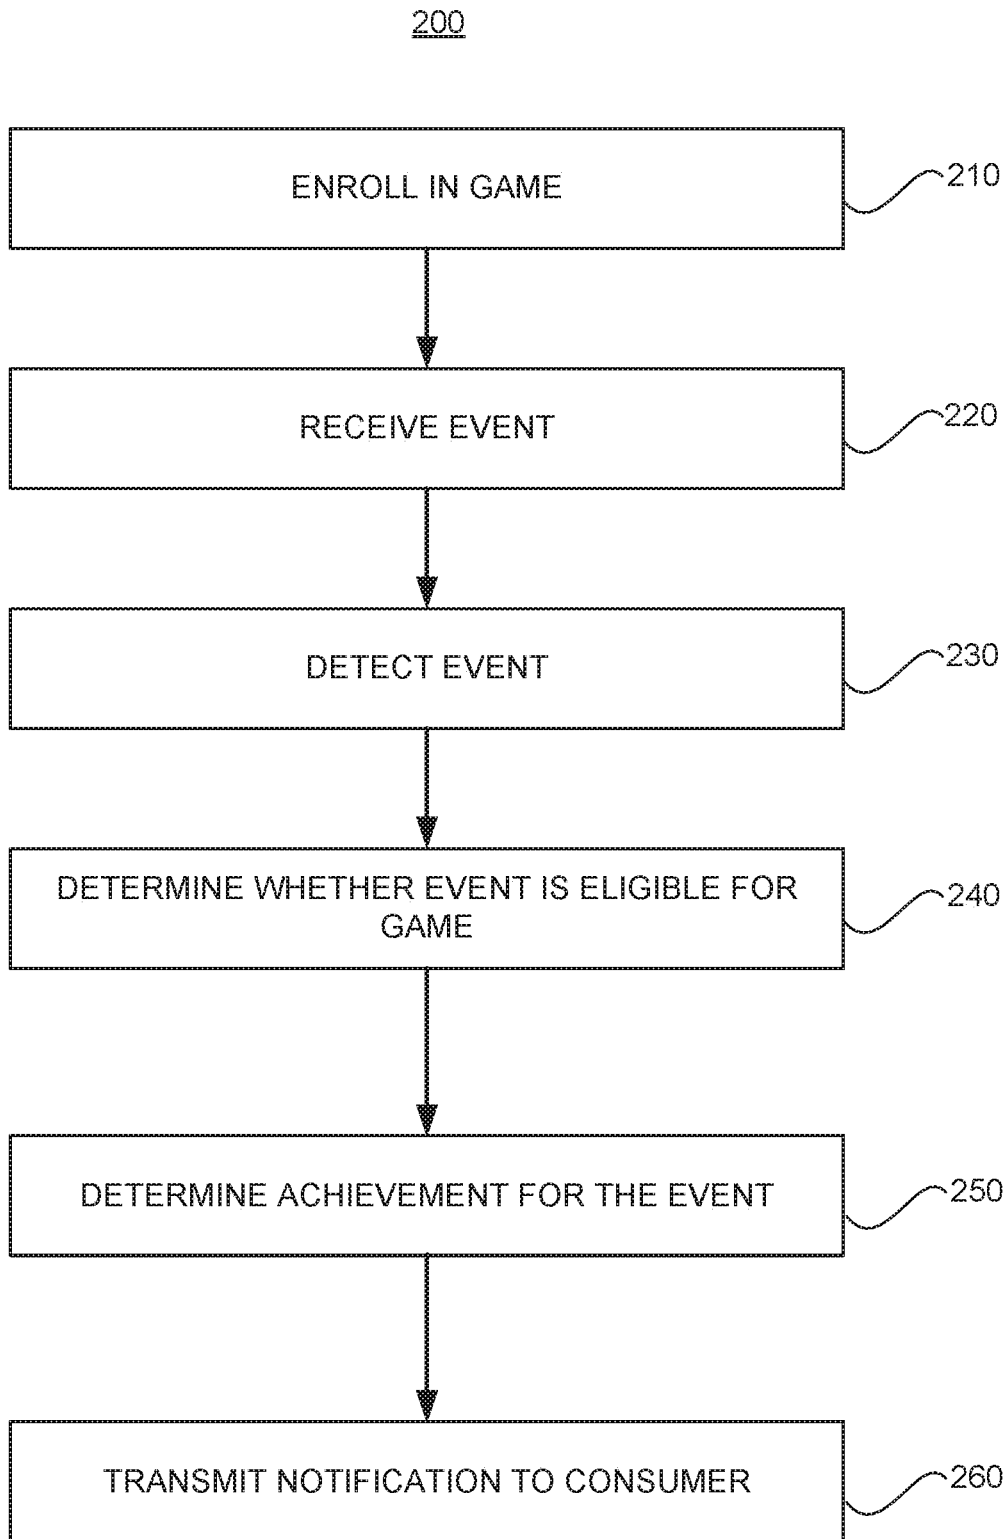 200
ENROLL IN GAME
210
RECEIVE EVENT
220
DETECT EVENT
230
DETERMINE WHETHER EVENT IS ELIGIBLE FOR
GAME
240
DETERMINE ACHIEVEMENT FOR THE EVENT
250
TRANSMIT NOTIFICATION TO CONSUMER
260